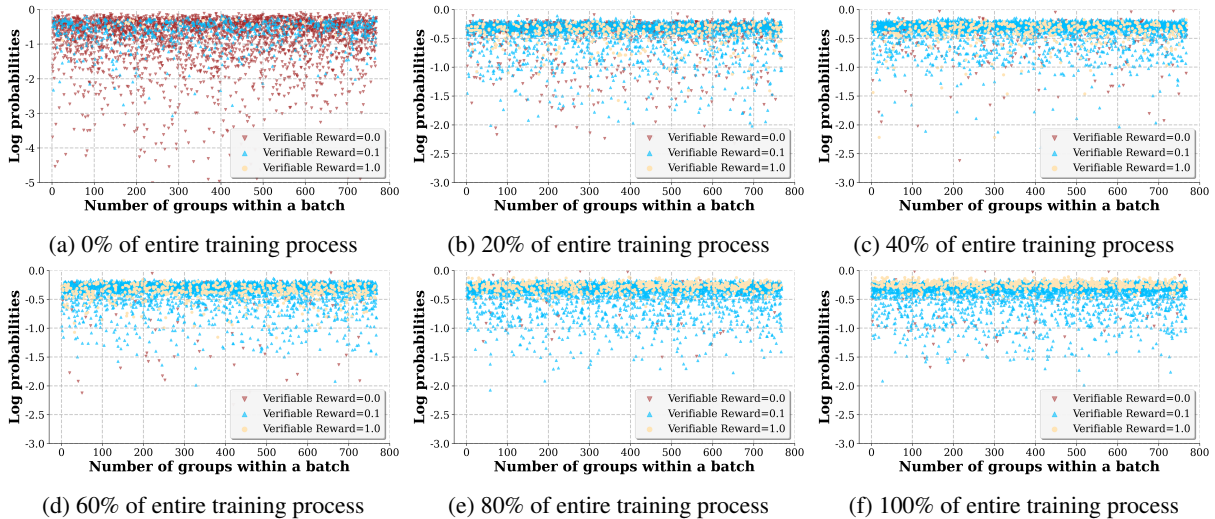 0
-1
-2
-3
-4
-5
Log probabilities
0 100 200 300 400 500 600 700 800
Number of groups within a batch
Verifiable Reward=0.0
Verifiable Reward=0.1
Verifiable Reward=1.0
(a) 0% of entire training process
0.0
-0.5
-1.0
-1.5
-2.0
-2.5
-3.0
Log probabilities
0 100 200 300 400 500 600 700 800
Number of groups within a batch
Verifiable Reward=0.0
Verifiable Reward=0.1
Verifiable Reward=1.0
(b) 20% of entire training process
0.0
-0.5
-1.0
-1.5
-2.0
-2.5
-3.0
Log probabilities
0 100 200 300 400 500 600 700 800
Number of groups within a batch
Verifiable Reward=0.0
Verifiable Reward=0.1
Verifiable Reward=1.0
(c) 40% of entire training process
0.0
-0.5
-1.0
-1.5
-2.0
-2.5
-3.0
Log probabilities
0 100 200 300 400 500 600 700 800
Number of groups within a batch
Verifiable Reward=0.0
Verifiable Reward=0.1
Verifiable Reward=1.0
(d) 60% of entire training process
0.0
-0.5
-1.0
-1.5
-2.0
-2.5
-3.0
Log probabilities
0 100 200 300 400 500 600 700 800
Number of groups within a batch
Verifiable Reward=0.0
Verifiable Reward=0.1
Verifiable Reward=1.0
(e) 80% of entire training process
0.0
-0.5
-1.0
-1.5
-2.0
-2.5
-3.0
Log probabilities
0 100 200 300 400 500 600 700 800
Number of groups within a batch
Verifiable Reward=0.0
Verifiable Reward=0.1
Verifiable Reward=1.0
(f) 100% of entire training process